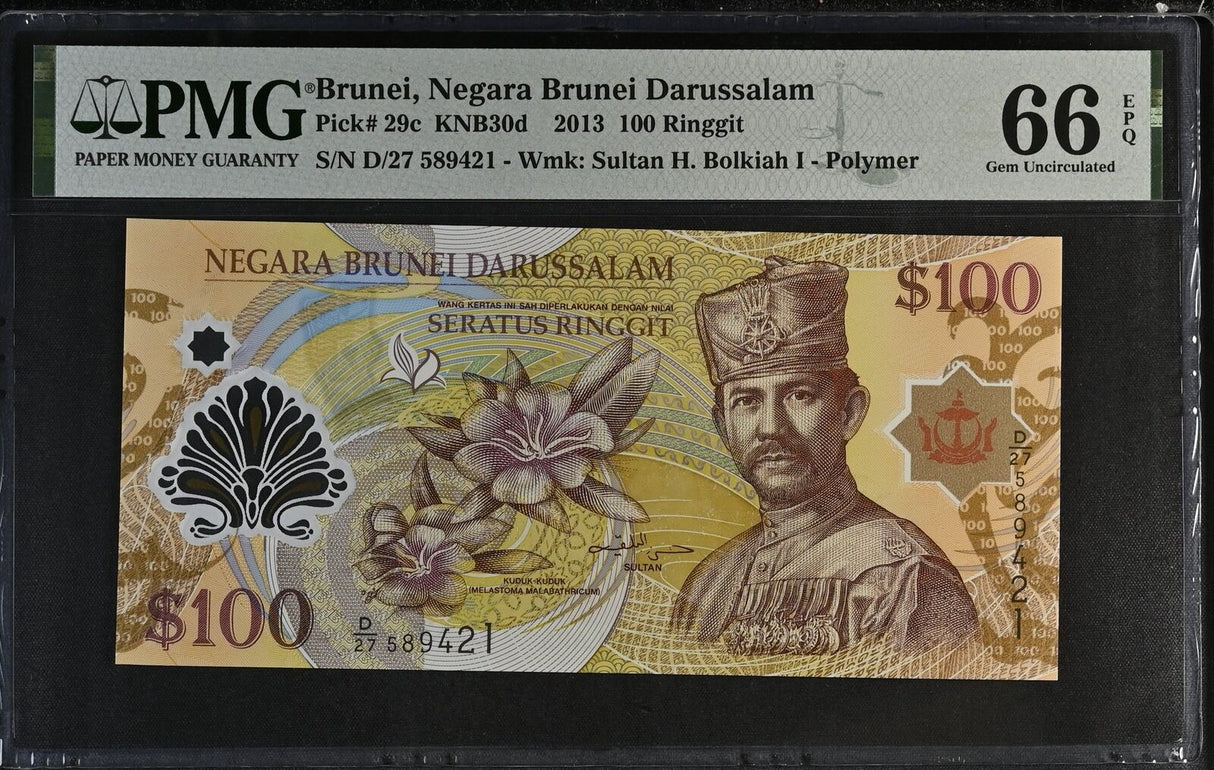 PMG® Brunei, Negara Brunei Darussalam
Pick# 29c KNB30d 2013 100 Ringgit
PAPER MONEY GUARANTY S/N D/27 589421 - Wmk: Sultan H. Bolkiah I - Polymer
66 EPQ
Gem Uncirculated
NEGARA BRUNEI DARUSSALAM
$100
WANG KERTAS INI SAH DIPERLAKUKAN DENGAN NILAI
SERATUS RINGGIT
D/27 589421
SULTAN
KUDUK-KUDUK
(MELASTOMA MALABATHRICUM)
$100
D/27 589421